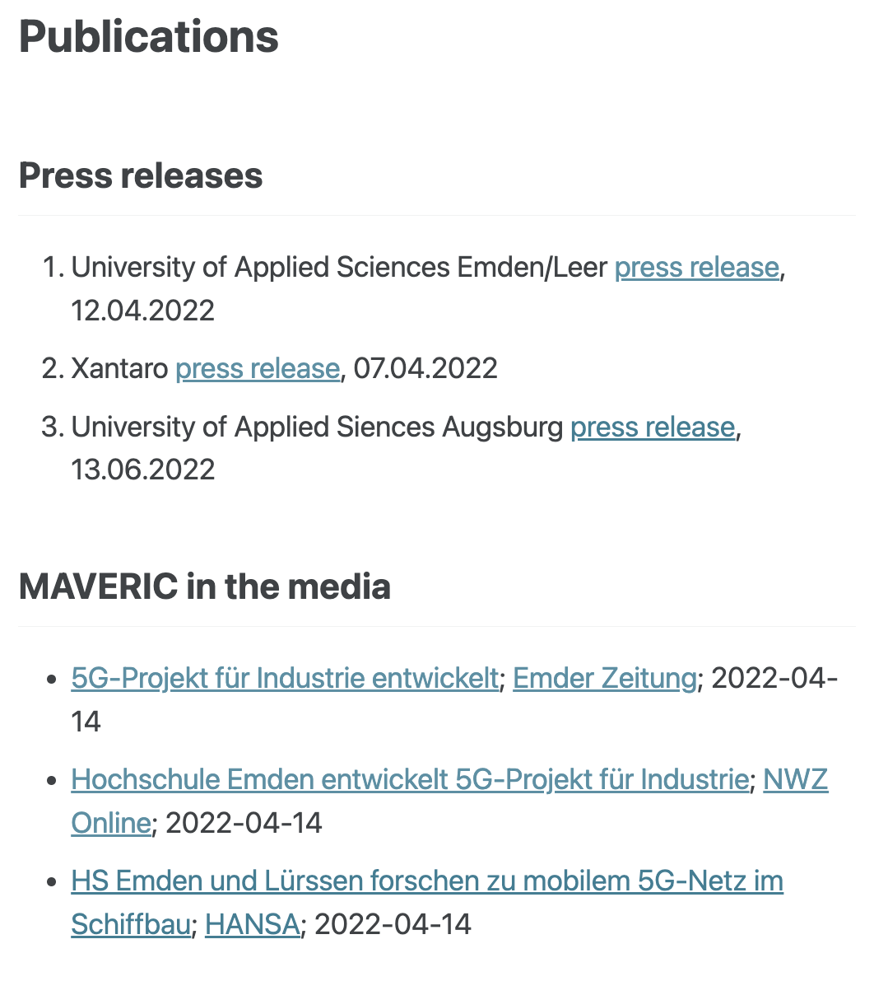 Publications
Press releases
1. University of Applied Sciences Emden/Leer press release,
12.04.2022
2. Xantaro press release, 07.04.2022
3. University of Applied Siences Augsburg press release,
13.06.2022
MAVERIC in the media
• 5G-Projekt für Industrie entwickelt; Emder Zeitung; 2022-04-
14
• Hochschule Emden entwickelt 5G-Projekt für Industrie; NWZ
Online; 2022-04-14
• HS Emden und Lürssen forschen zu mobilem 5G-Netz im
Schiffbau; HANSA; 2022-04-14